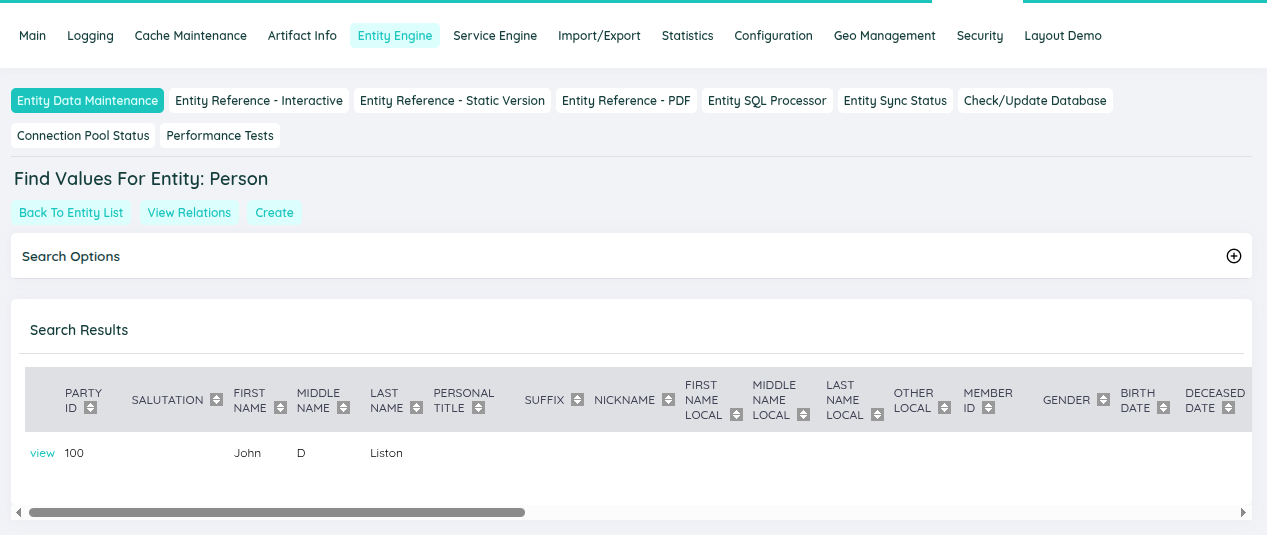 Main Logging Cache Maintenance Artifact Info Entity Engine Service Engine Import/Export Statistics Configuration Geo Management Security Layout Demo
Entity Data Maintenance Entity Reference - Interactive Entity Reference - Static Version Entity Reference - PDF Entity SQL Processor Entity Sync Status Check/Update Database
Connection Pool Status Performance Tests
Find Values For Entity: Person
Back To Entity List View Relations Create
Search Options
Search Results
PARTY ID SALUTATION FIRST NAME MIDDLE NAME LAST NAME PERSONAL TITLE SUFFIX NICKNAME FIRST NAME LOCAL MIDDLE NAME LOCAL LAST NAME LOCAL OTHER LOCAL MEMBER ID GENDER BIRTH DATE DECEASED DATE
view 100 John D Liston